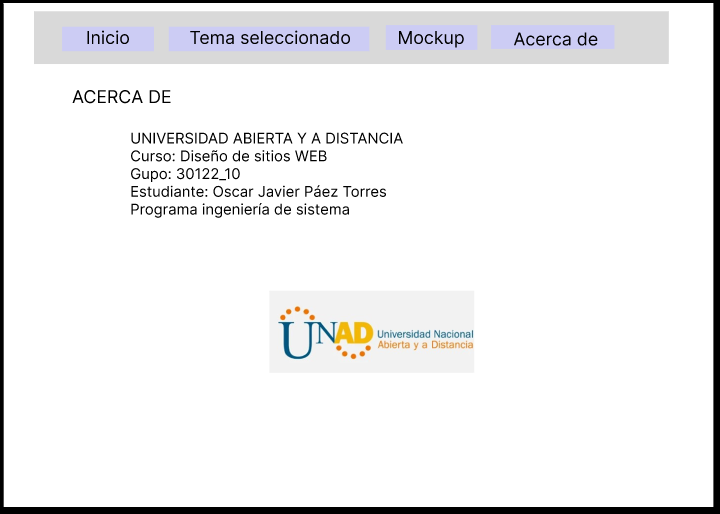 Inicio
Tema seleccionado
Mockup
Acerca de
ACERCA DE
UNIVERSIDAD ABIERTA Y A DISTANCIA
Curso: Diseño de sitios WEB
Gupo: 30122_10
Estudiante: Oscar Javier Páez Torres
Programa ingeniería de sistema
UNAD
Universidad Nacional
Abierta y a Distancia